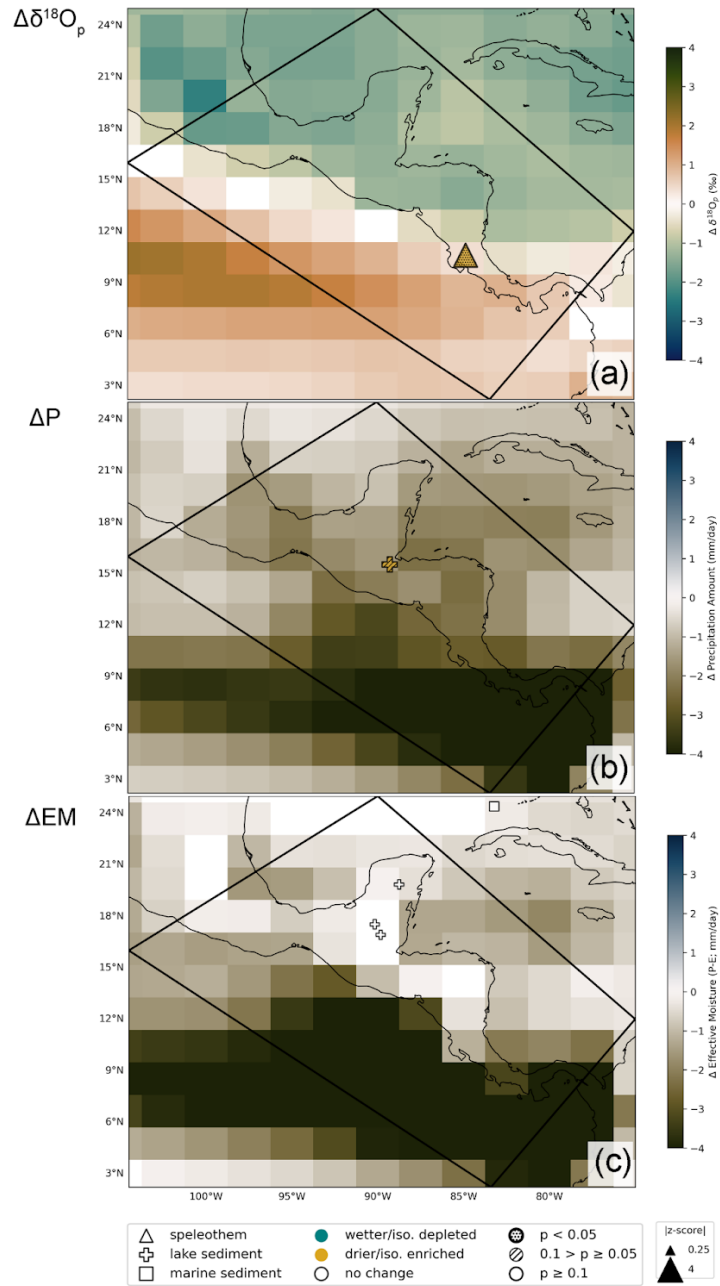 Δδ¹⁸Oₚ
24°N
21°N
18°N
15°N
12°N
9°N
6°N
3°N
4
3
2
1
0
−1
−2
−3
−4
Δ δ¹⁸Oₚ (‰)
(a)
ΔP
24°N
21°N
18°N
15°N
12°N
9°N
6°N
3°N
4
3
2
1
0
−1
−2
−3
−4
Δ Precipitation Amount (mm/day)
(b)
ΔEM
24°N
21°N
18°N
15°N
12°N
9°N
6°N
3°N
4
3
2
1
0
−1
−2
−3
−4
Δ Effective Moisture (P-E; mm/day)
(c)
100°W 95°W 90°W 85°W 80°W
speleothem wetter/iso. depleted p < 0.05
lake sediment drier/iso. enriched 0.1 > p ≥ 0.05
marine sediment no change p ≥ 0.1
|z-score|
0.25
4